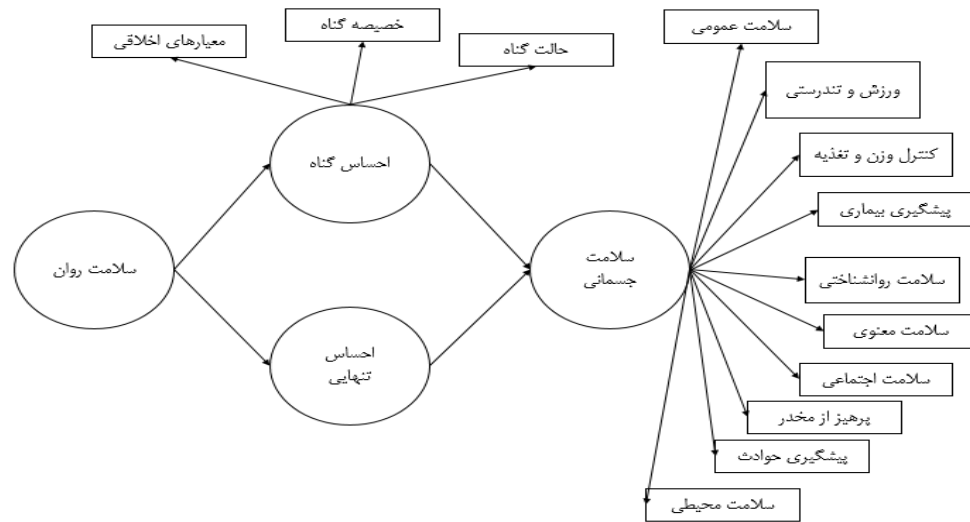 خصیصه گناه
معیارهای اخلاقی
حالت گناه
سلامت عمومی
ورزش و تندرستی
احساس گناه
کنترل وزن و تغذیه
پیشگیری بیماری
سلامت روان
سلامت
جسمانی
سلامت روانشناختی
سلامت معنوی
احساس
تنهایی
سلامت اجتماعی
پرهیز از مخدر
پیشگیری حوادث
سلامت محیطی